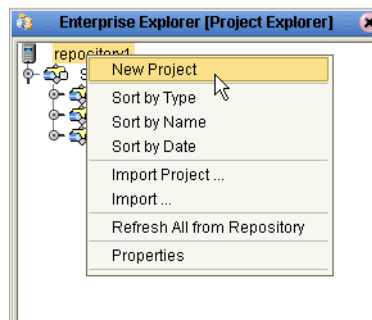 Enterprise Explorer [Project Explorer]
repository1
New Project
Sort by Type
Sort by Name
Sort by Date
Import Project ...
Import ...
Refresh All from Repository
Properties